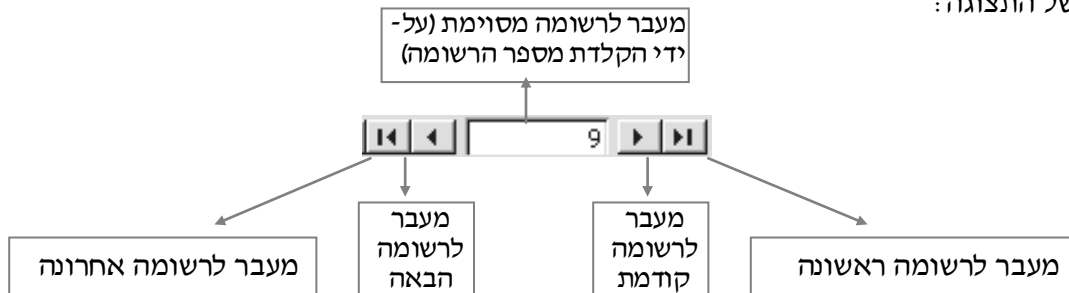 של התצוגה:
מעבר לרשומה מסוימת (על-
ידי הקלדת מספר הרשומה)
9
מעבר לרשומה ראשונה
מעבר
לרשומה
קודמת
מעבר
לרשומה
הבאה
מעבר לרשומה אחרונה